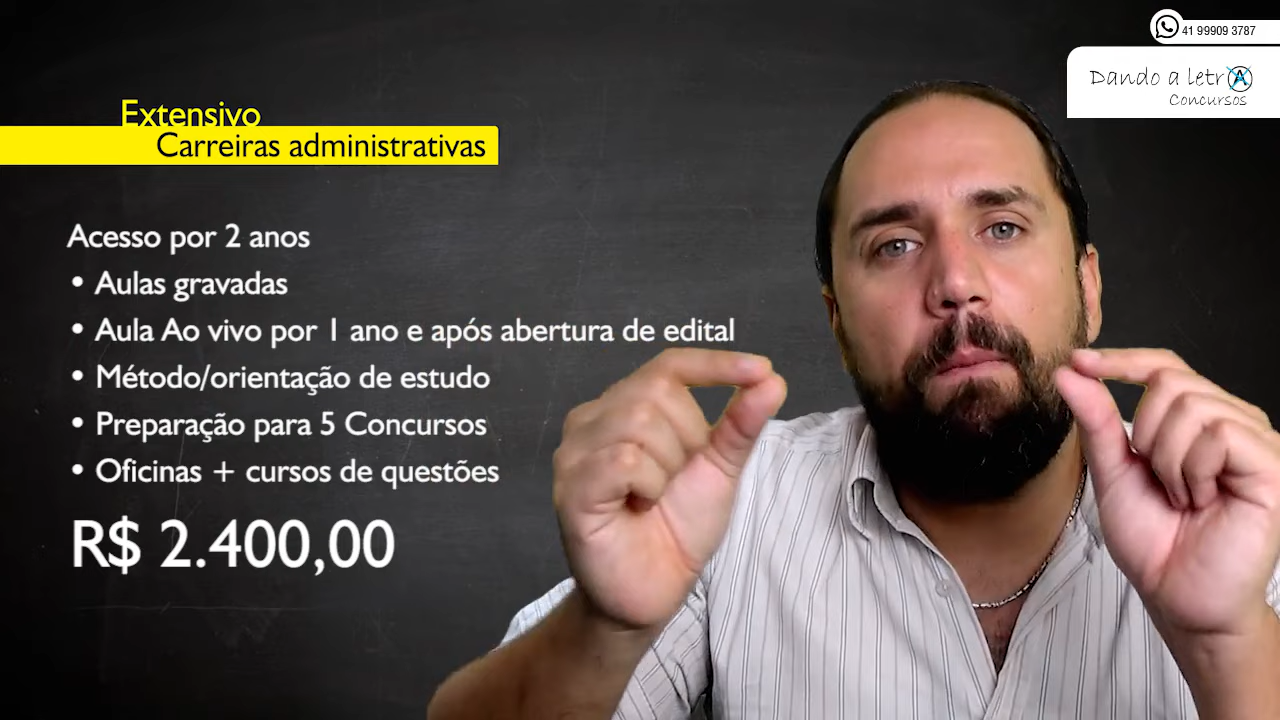 41 99909 3787
Dando a letrA
Concursos
Extensivo
Carreiras administrativas
Acesso por 2 anos
• Aulas gravadas
• Aula Ao vivo por 1 ano e após abertura de edital
• Método/orientação de estudo
• Preparação para 5 Concursos
• Oficinas + cursos de questões
R$ 2.400,00